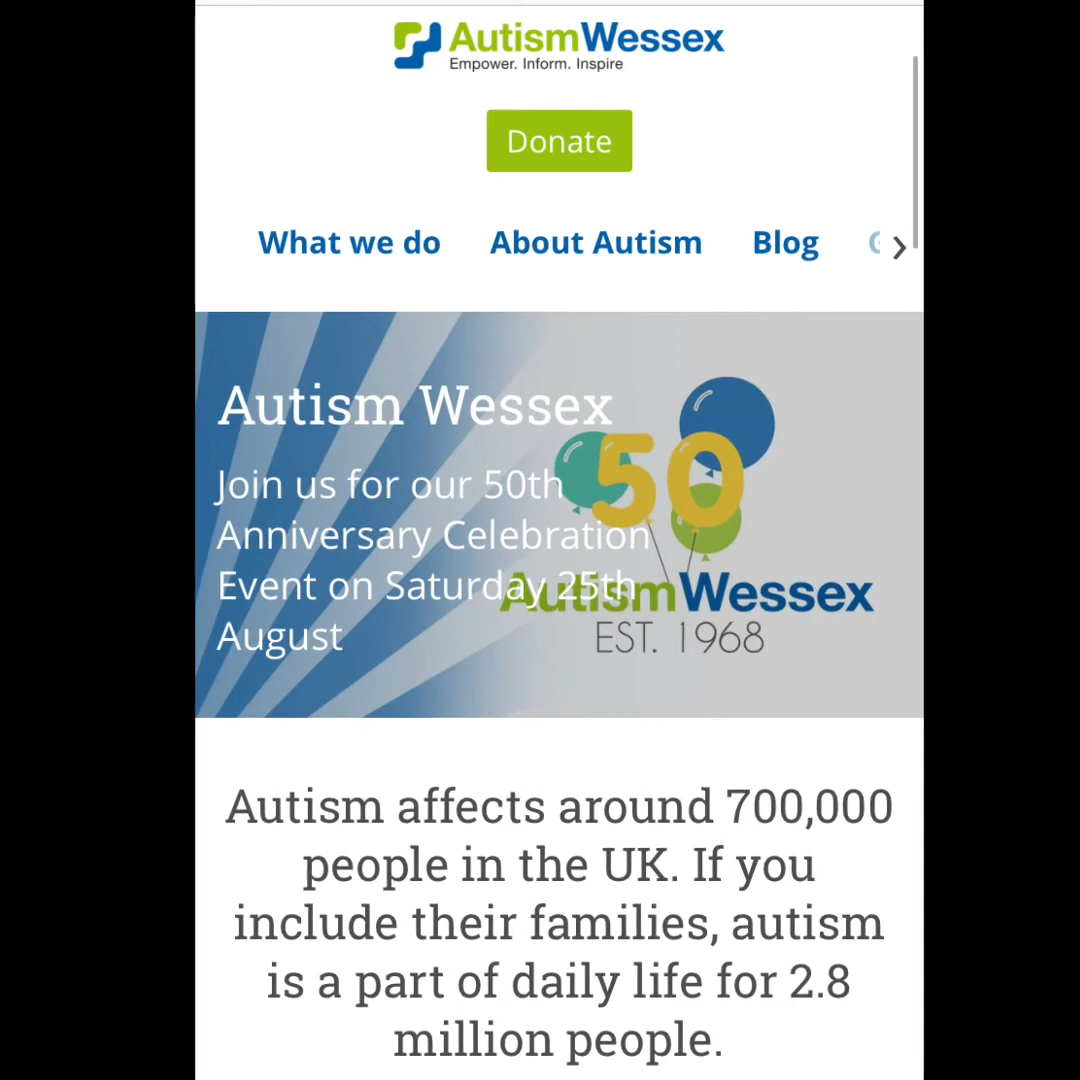 AutismWessex
Empower. Inform. Inspire
Donate
What we do About Autism Blog
Autism Wessex
Join us for our 50th
Anniversary Celebration
Event on Saturday 25th
August
50
AutismWessex
EST. 1968
Autism affects around 700,000
people in the UK. If you
include their families, autism
is a part of daily life for 2.8
million people.